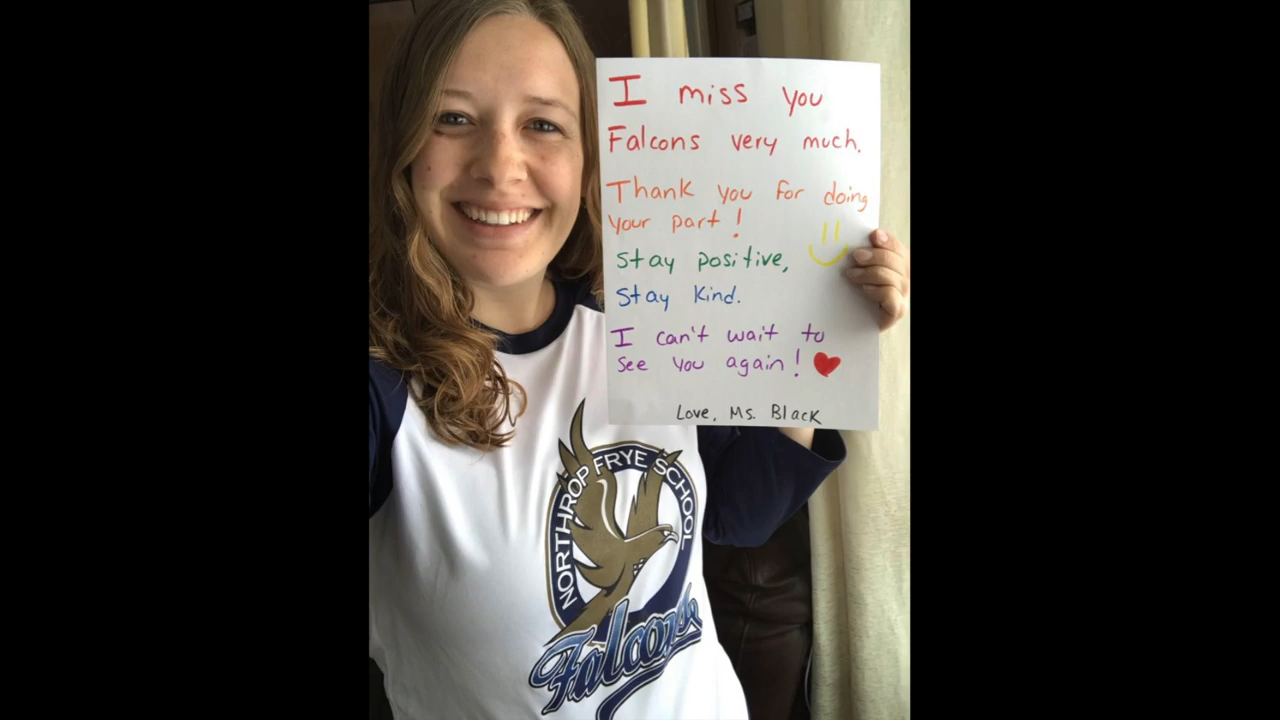 I miss you
Falcons very much.
Thank you for doing
your part!
Stay positive,
Stay kind.
I can't wait to
see you again!
Love, Ms. Black
NORTHROP FRYE SCHOOL
Falcons